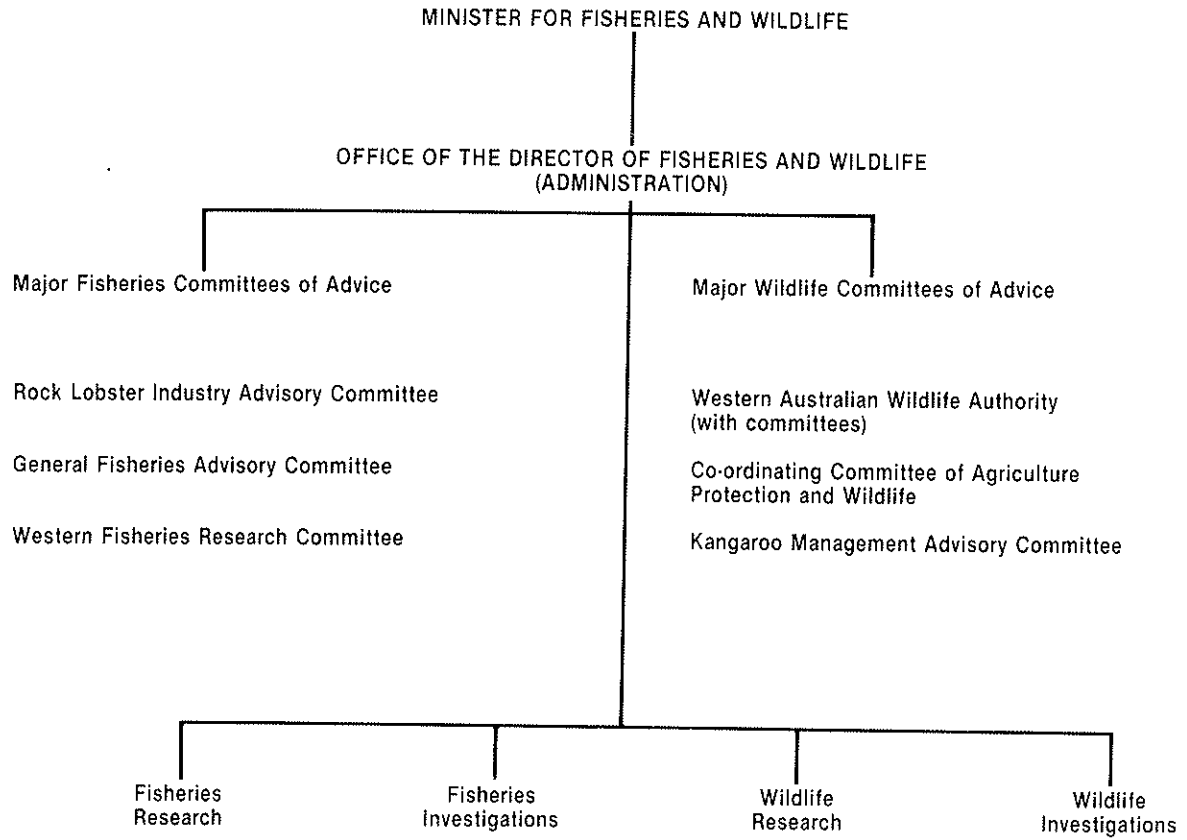 MINISTER FOR FISHERIES AND WILDLIFE
OFFICE OF THE DIRECTOR OF FISHERIES AND WILDLIFE
(ADMINISTRATION)
Major Fisheries Committees of Advice
Rock Lobster Industry Advisory Committee
General Fisheries Advisory Committee
Western Fisheries Research Committee
Major Wildlife Committees of Advice
Western Australian Wildlife Authority
(with committees)
Co-ordinating Committee of Agriculture
Protection and Wildlife
Kangaroo Management Advisory Committee
Fisheries
Research
Fisheries
Investigations
Wildlife
Research
Wildlife
Investigations